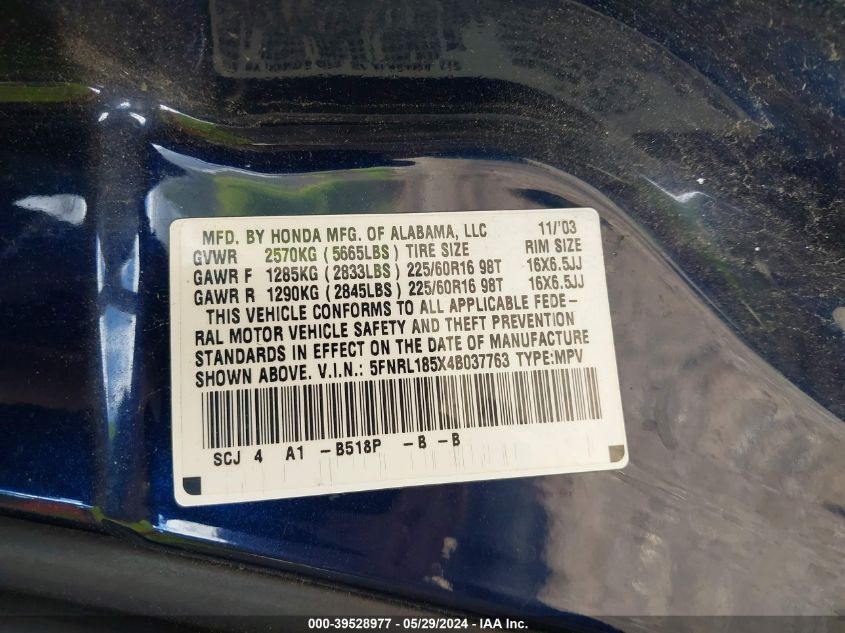 MFD. BY HONDA MFG. OF ALABAMA, LLC 11/'03
GVWR 2570KG (5665LBS) TIRE SIZE RIM SIZE
GAWR F 1285KG (2833LBS) 225/60R16 98T 16X6.5JJ
GAWR R 1290KG (2845LBS) 225/60R16 98T 16X6.5JJ
THIS VEHICLE CONFORMS TO ALL APPLICABLE FEDE-
RAL MOTOR VEHICLE SAFETY AND THEFT PREVENTION
STANDARDS IN EFFECT ON THE DATE OF MANUFACTURE
SHOWN ABOVE. V.I.N.: 5FNRL185X4B037763 TYPE:MPV
SCJ 4 A1 -B518P -B -B
000-39528977 - 05/29/2024 - IAA Inc.